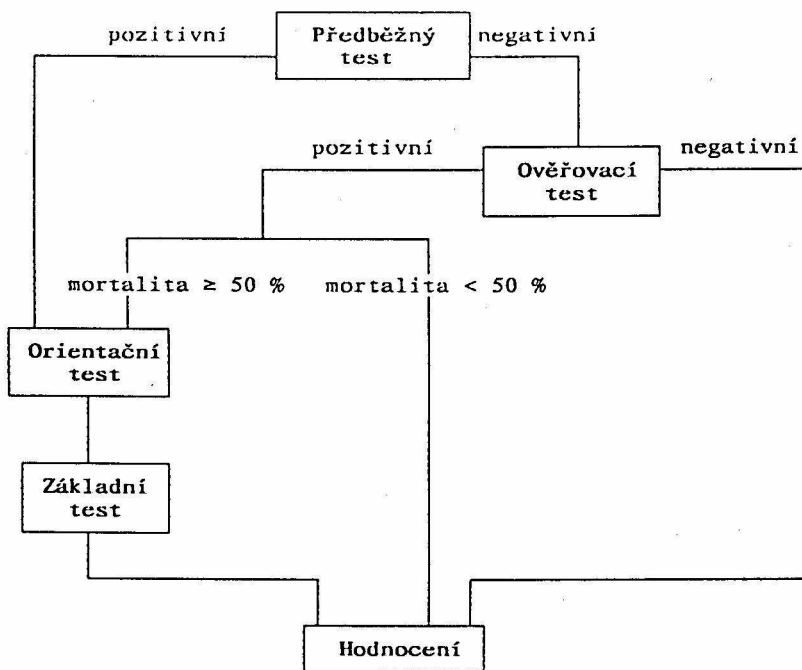 pozitivní
Předběžný
test
negativní
pozitivní
Ověřovací
test
negativní
mortalita ≥ 50 %
mortalita < 50 %
Orientační
test
Základní
test
Hodnocení